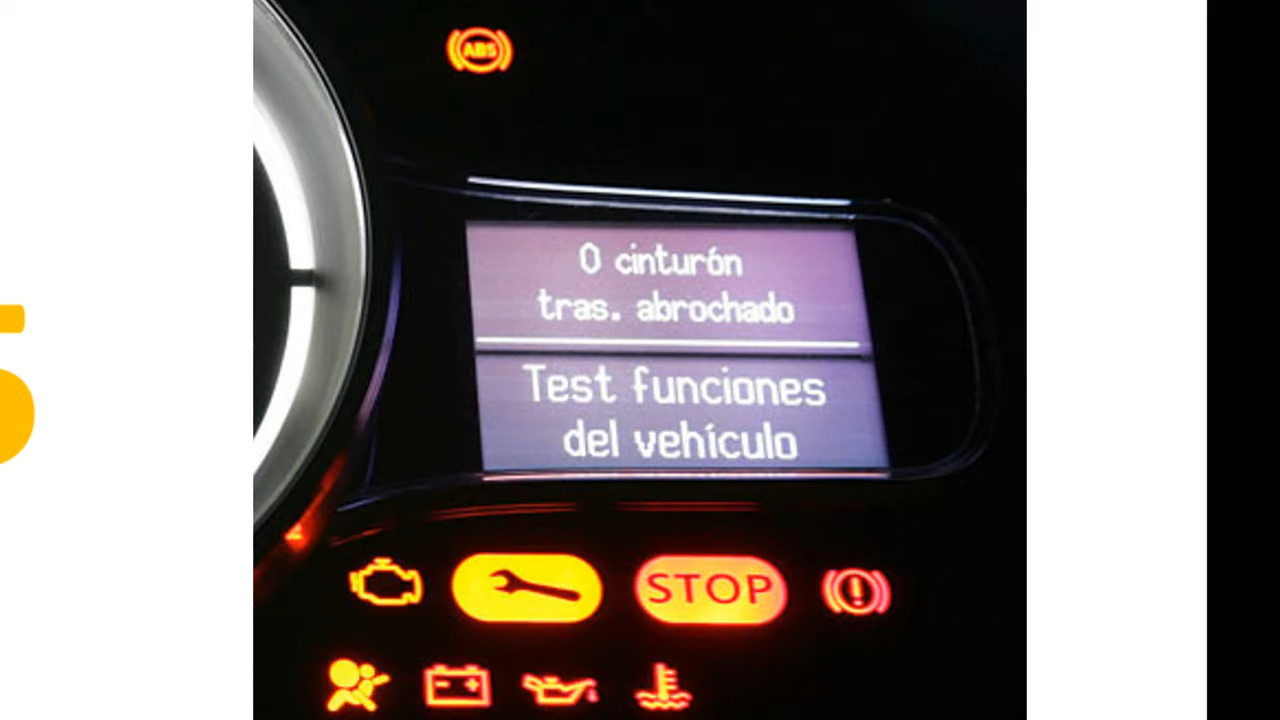 ABS
0 cinturón
tras. abrochado
Test funciones
del vehículo
STOP